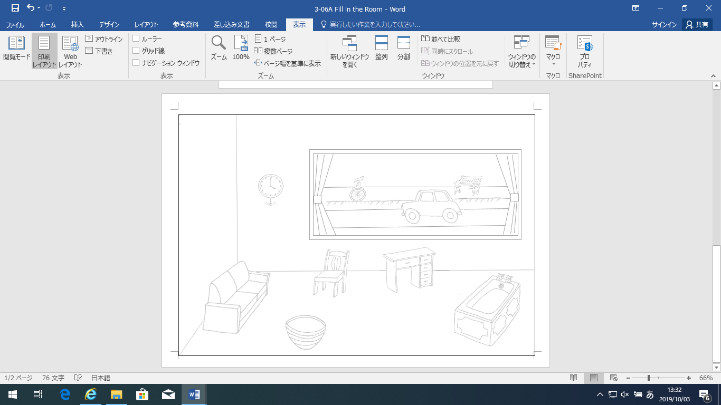 3-06A Fill in the Room - Word
ファイル ホーム 挿入 デザイン レイアウト 参考資料 差し込み文書 校閲 表示 実行したい作業を入力してください... サインイン 共有
閲覧モード 印刷レイアウト Webレイアウト アウトライン 下書き
表示
ルーラー
グリッド線
ナビゲーション ウィンドウ
表示
ズーム 100% 1 ページ
複数ページ
ページ幅を基準に表示
ズーム
新しいウィンドウを開く 整列 分割
並べて比較
同時にスクロール
ウィンドウの位置を元に戻す
ウィンドウの切り替え
ウィンドウ
マクロ
マクロ
プロパティ
SharePoint
1/2 ページ 76 文字 日本語 66%
あ 13:32
2019/10/03
6